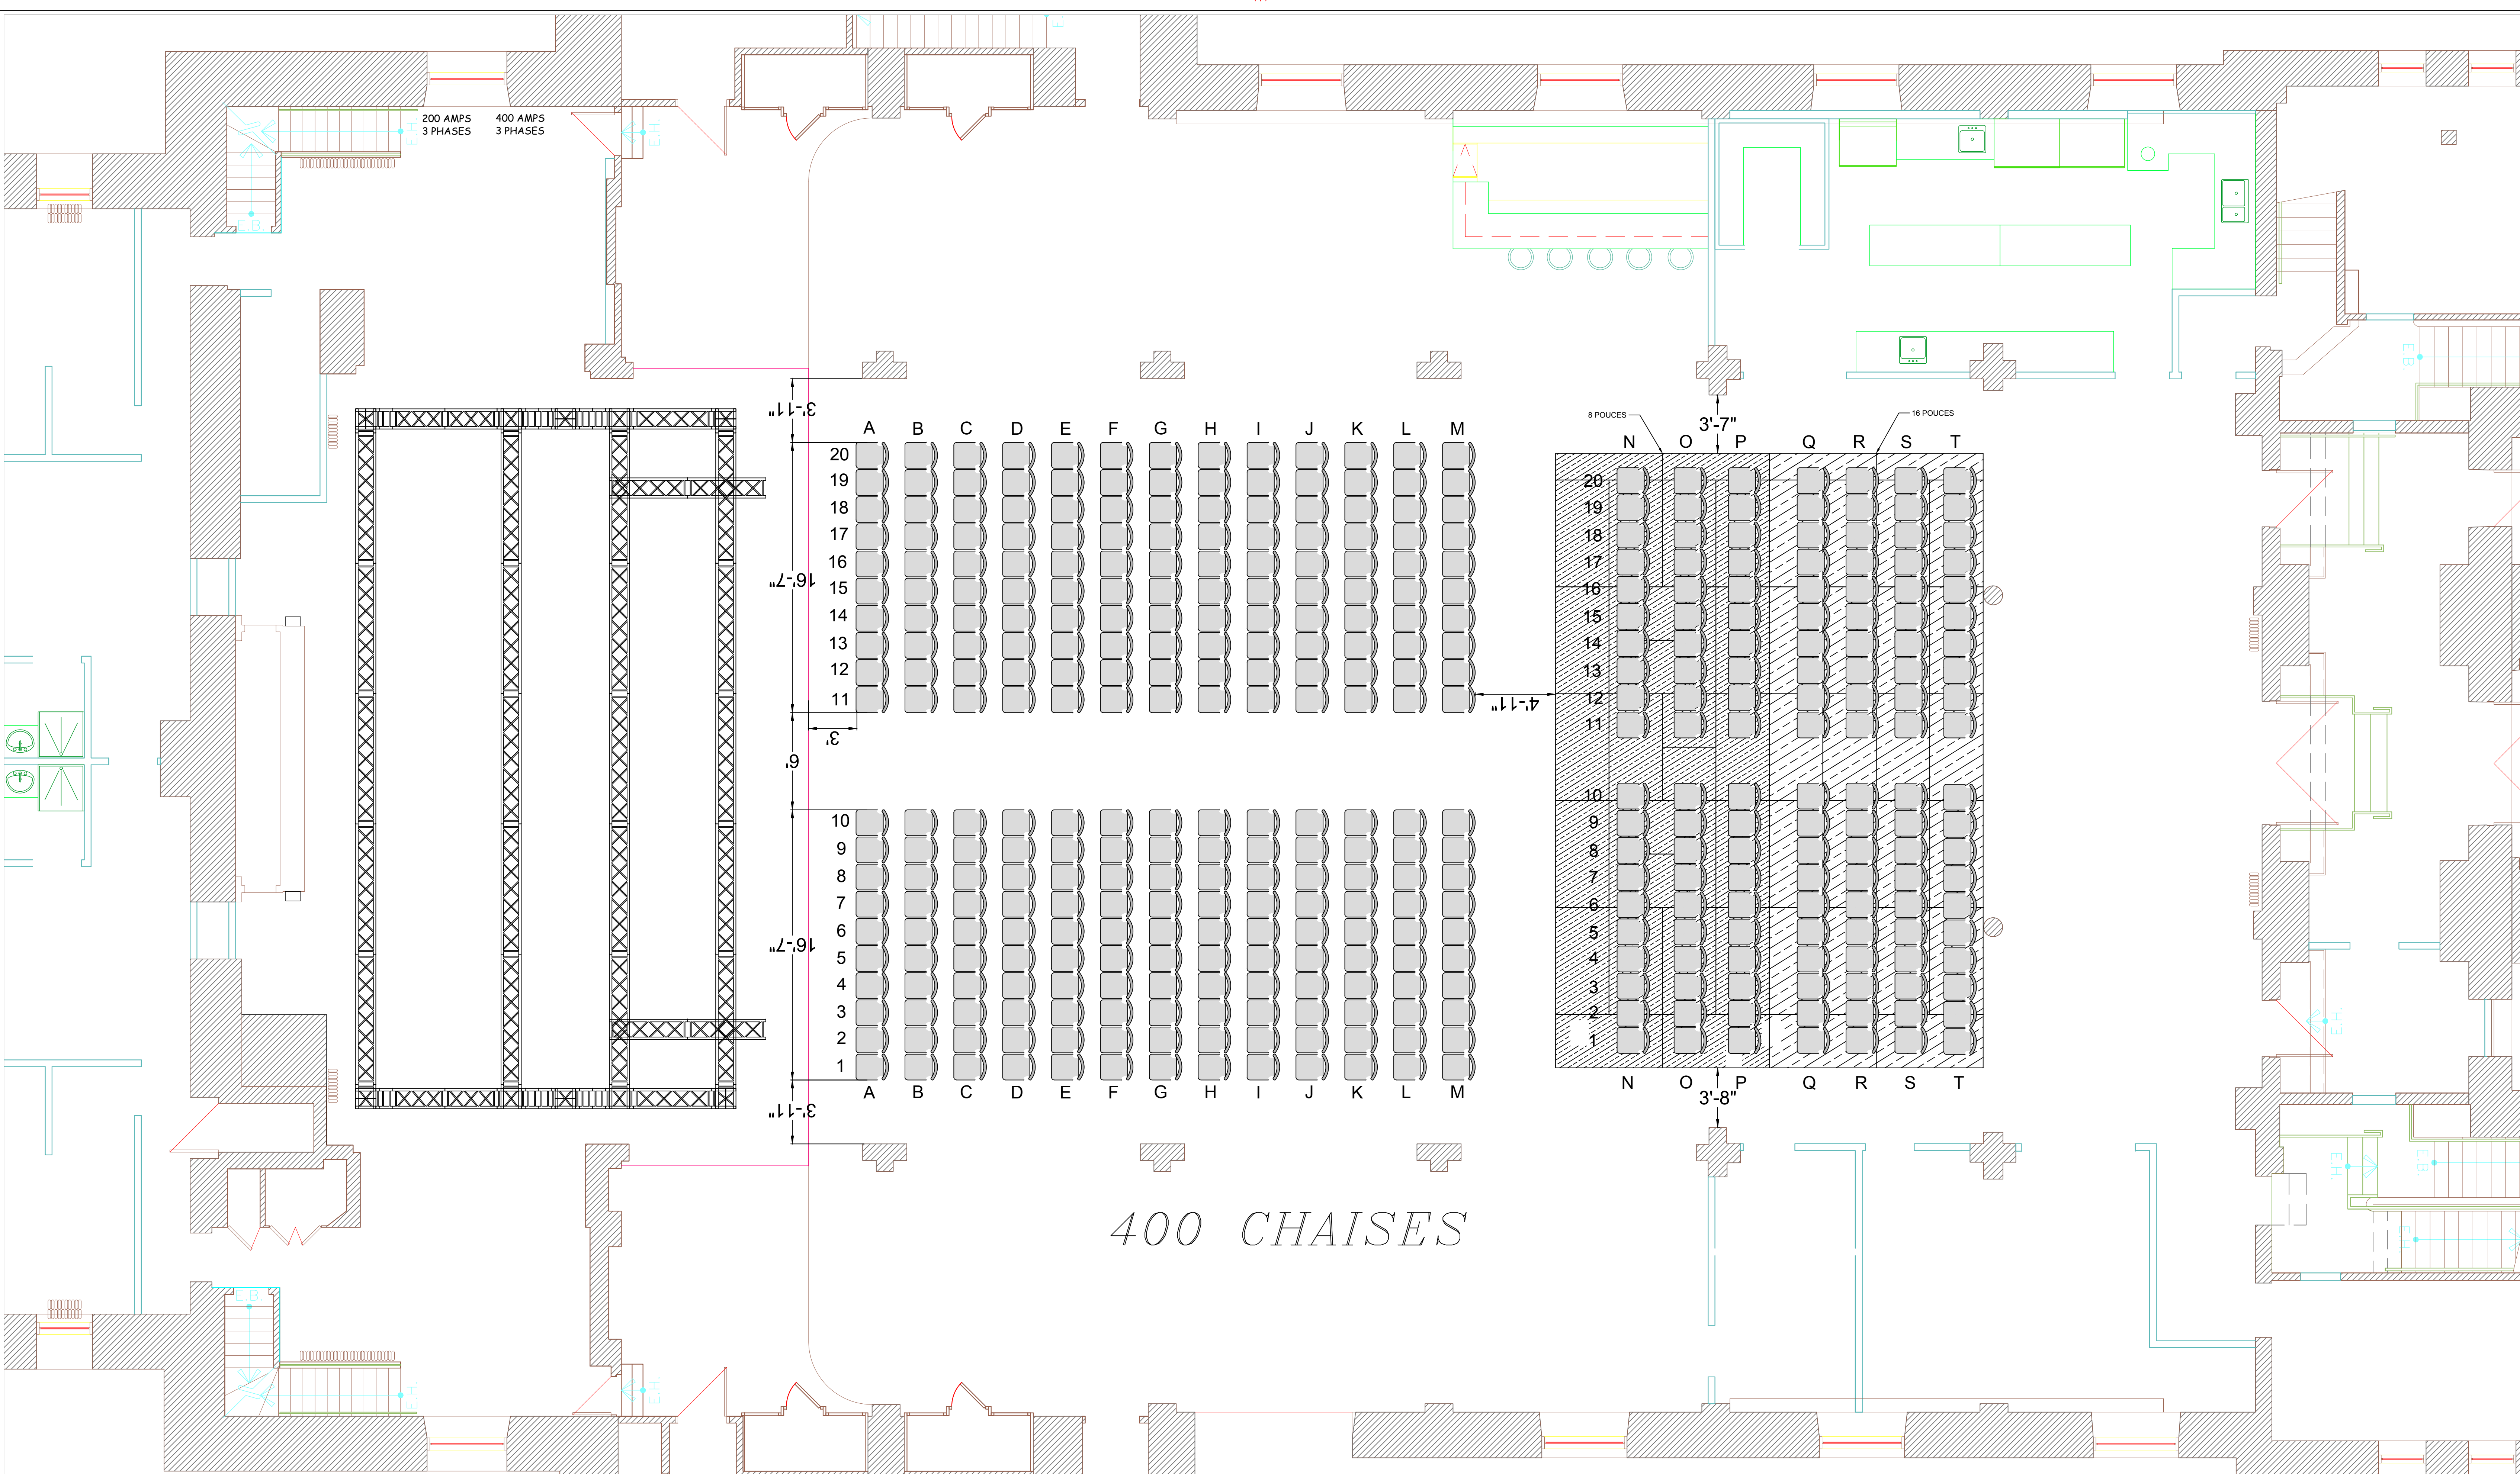 200 AMPS 400 AMPS
3 PHASES 3 PHASES
E.H.
E.H.
E.B.
E.B.
3'-11"
3'-7"
8 POUCES
16 POUCES
A B C D E F G H I J K L M
N O P Q R S T
20 20
19 19
18 18
17 17
16 16
15 15
14 14
13 13
12 12
11 11
16'-7"
4'-11"
3'
6'
10 10
9 9
8 8
7 7
6 6
5 5
4 4
3 3
2 2
1 1
16'-7"
E.H.
A B C D E F G H I J K L M
N O P Q R S T
3'-11"
3'-8"
E.H.
E.B.
400 CHAISES
E.H.
E.B.
E.H.
E.H.